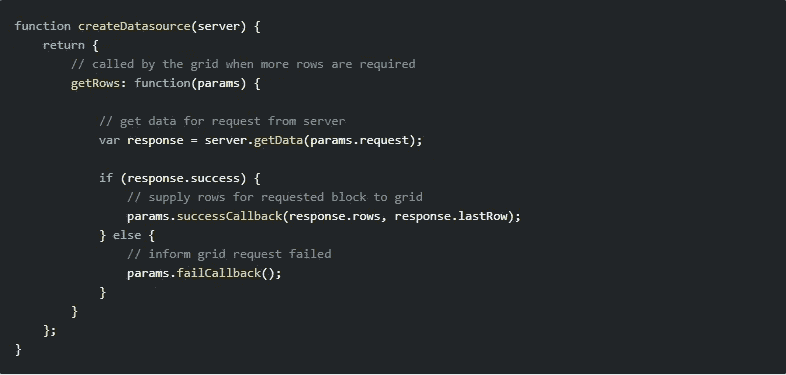 function createDatasource(server) {
    return {
        // called by the grid when more rows are required
        getRows: function(params) {

            // get data for request from server
            var response = server.getData(params.request);

            if (response.success) {
                // supply rows for requested block to grid
                params.successCallback(response.rows, response.lastRow);
            } else {
                // inform grid request failed
                params.failCallback();
            }
        }
    };
}